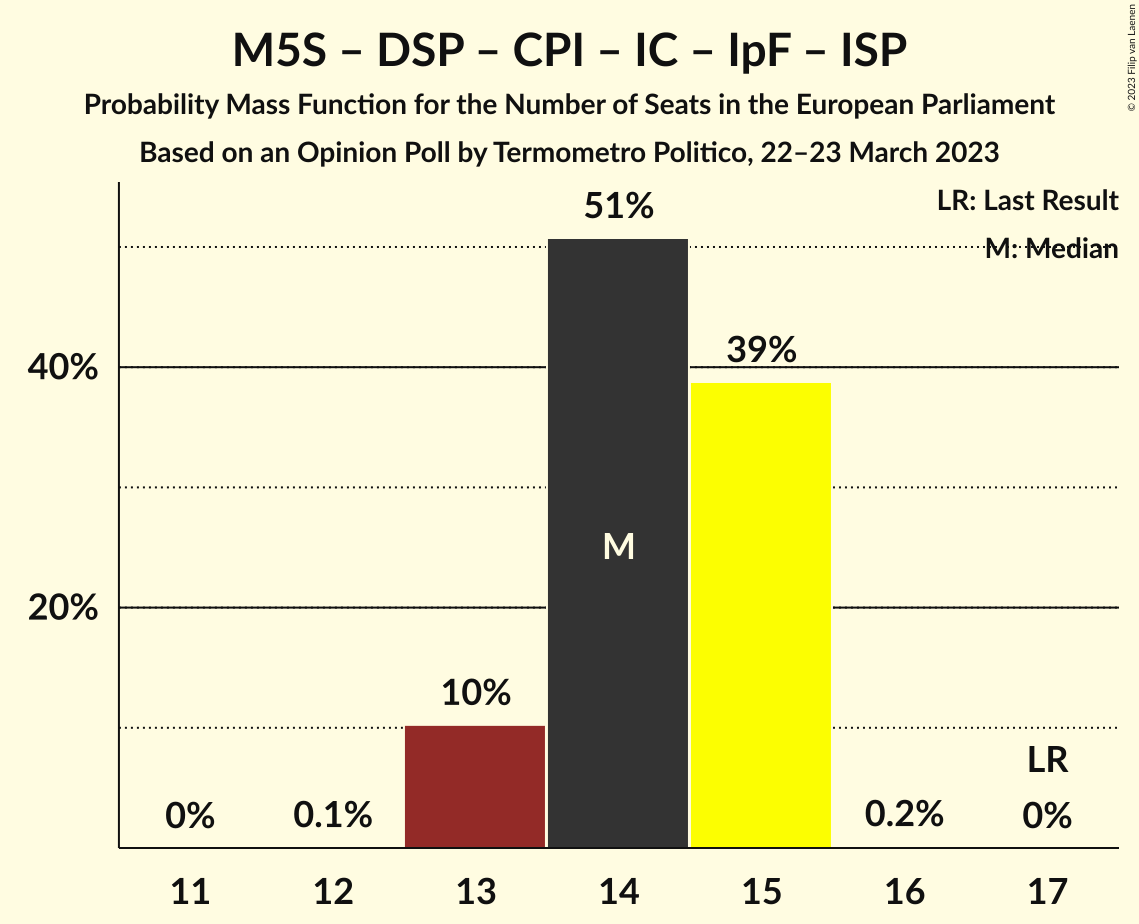 M5S – DSP – CPI – IC – IpF – ISP
Probability Mass Function for the Number of Seats in the European Parliament
Based on an Opinion Poll by Termometro Politico, 22–23 March 2023
© 2023 Filip van Laenen
LR: Last Result
M: Median
51%
39%
40%
M
20%
10%
LR
0%
0.1%
0.2%
0%
11
12
13
14
15
16
17